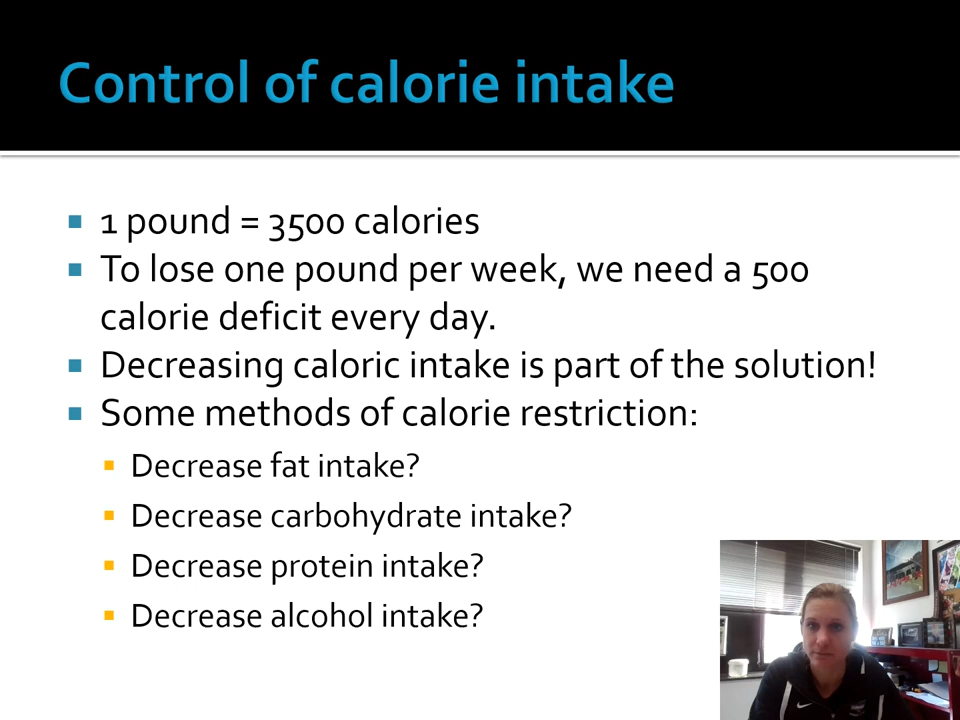 Control of calorie intake
1 pound = 3500 calories
To lose one pound per week, we need a 500
calorie deficit every day.
Decreasing caloric intake is part of the solution!
Some methods of calorie restriction:
Decrease fat intake?
Decrease carbohydrate intake?
Decrease protein intake?
Decrease alcohol intake?